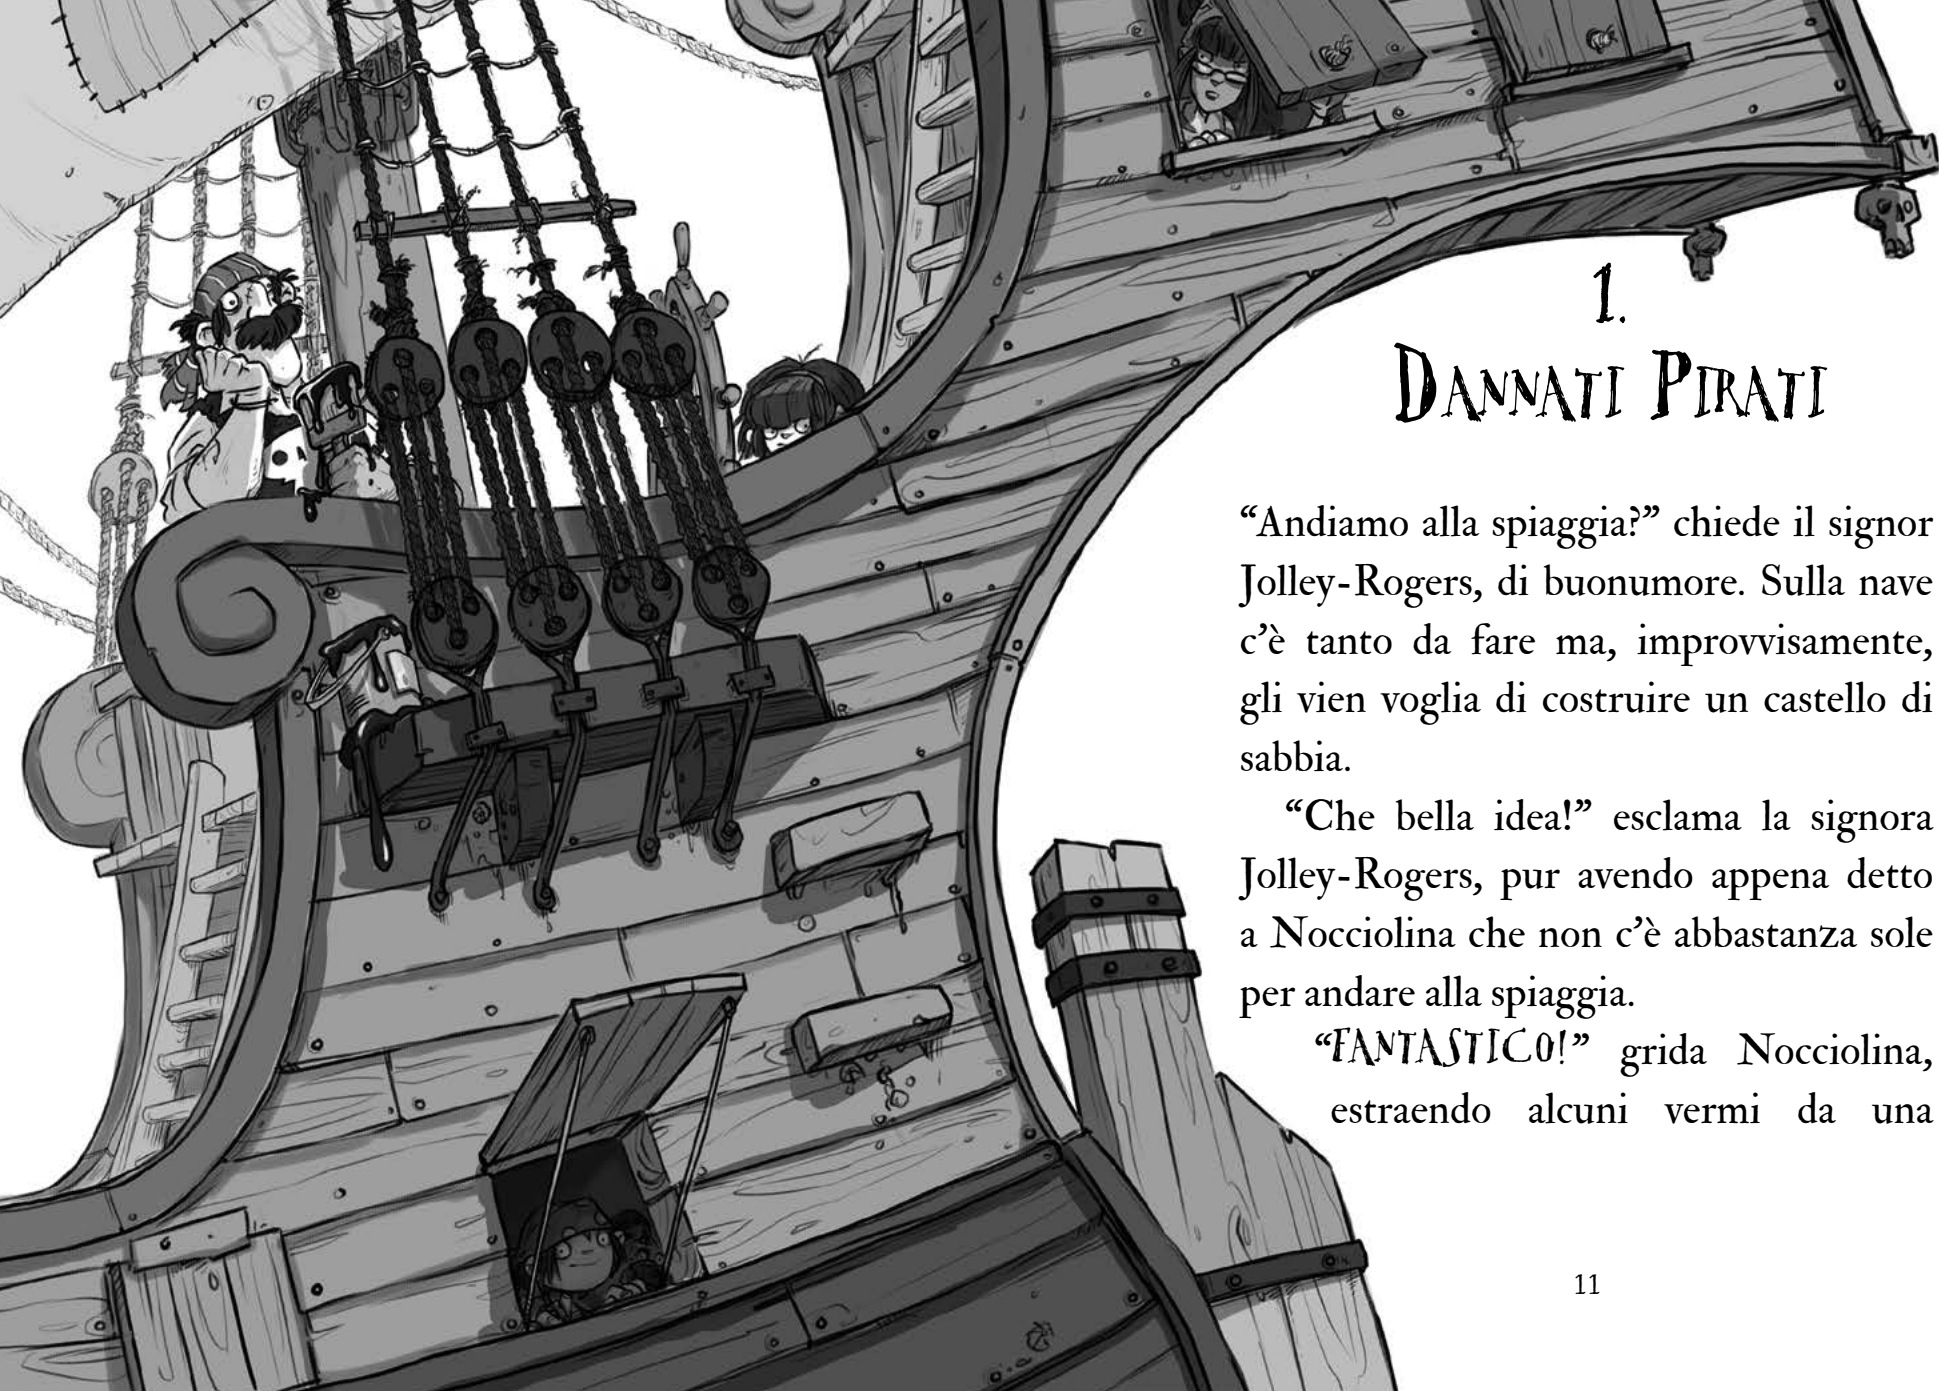 1.
Dannati Pirati
“Andiamo alla spiaggia?” chiede il signor
Jolley-Rogers, di buonumore. Sulla nave
c’è tanto da fare ma, improvvisamente,
gli vien voglia di costruire un castello di
sabbia.
“Che bella idea!” esclama la signora
Jolley-Rogers, pur avendo appena detto
a Nocciolina che non c’è abbastanza sole
per andare alla spiaggia.
“FANTASTICO!” grida Nocciolina,
estraendo alcuni vermi da una
11